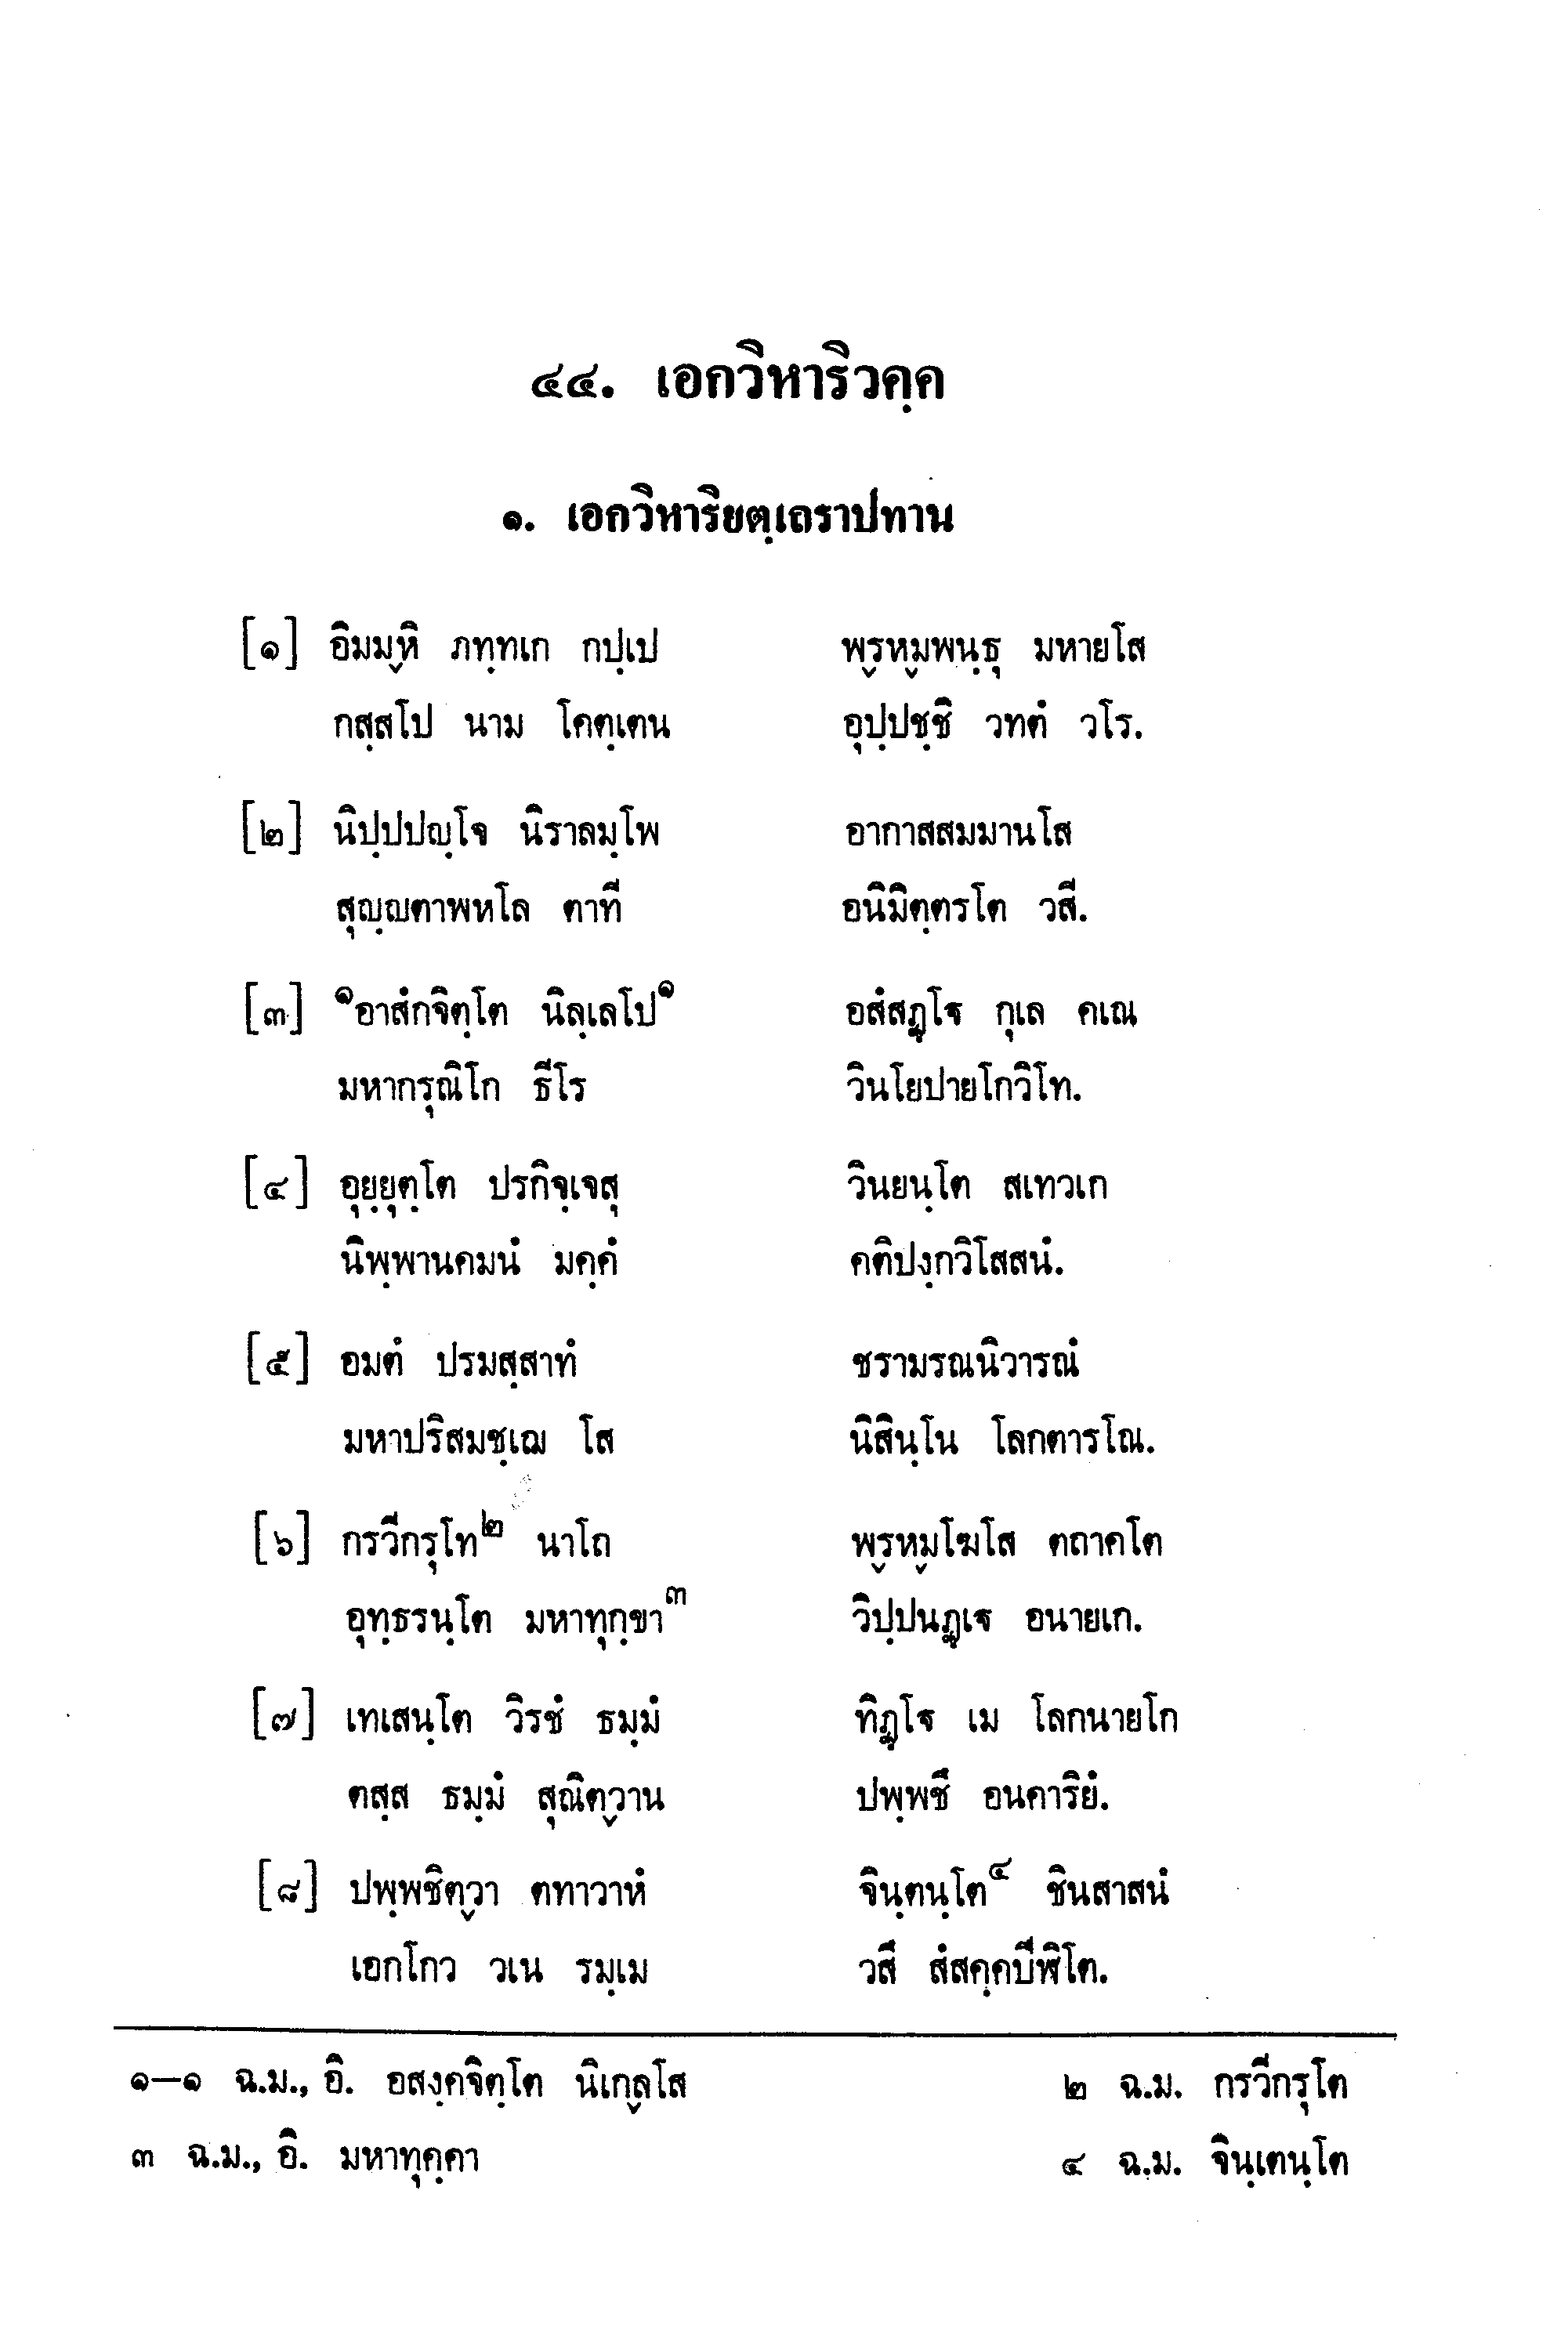 ๔๔. เอกวิหาริวคฺค
๑. เอกวิหาริยตฺเถราปทาน
[๑] อิมมฺหิ ภทฺทเก กปฺเป พฺรหฺมพนฺธุ มหายโส
กสฺสโป นาม โคตฺเตน อุปฺปชฺชิ วทตํ วโร.
[๒] นิปฺปปญฺโจ นิราลมฺโพ อากาสสมมานโส
สุญฺญตาพหโล ตาที อนิมิตฺตรโต วสี.
[๓] ๑อาสํกจิตฺโต นิลฺเลโป๑ อสํสฏฺโฐ กุเล คเณ
มหากรุณิโก ธีโร วินโยปายโกวิโท.
[๔] อุยฺยุตฺโต ปรกิจฺเจสุ วินยนฺโต สเทวเก
นิพฺพานคมนํ มคฺคํ คติปงฺกวิโสสนํ.
[๕] อมตํ ปรมสฺสาทํ ชรามรณนิวารณํ
มหาปริสมชฺเฌ โส นิสินฺโน โลกตารโณ.
[๖] กรวีกรุโท๒ นาโถ พฺรหฺมโฆโส ตถาคโต
อุทฺธรนฺโต มหาทุกฺขา๓ วิปฺปนฏฺเฐ อนายเก.
[๗] เทเสนฺโต วิรชํ ธมฺมํ ทิฏฺโฐ เม โลกนายโก
ตสฺส ธมฺมํ สุณิตฺวาน ปพฺพชึ อนคาริยํ.
[๘] ปพฺพชิตฺวา ตทาวาหํ จินฺตนฺโต๔ ชินสาสนํ
เอกโกว วเน รมฺเม วสึ สํสคฺคปีฬิโต.
๑–๑ ฉ.ม., อิ. อสงฺคจิตฺโต นิเกฺลโส ๒ ฉ.ม. กรวีกรุโต
๓ ฉ.ม., อิ. มหาทุคฺคา ๔ ฉ.ม. จินฺเตนฺโต